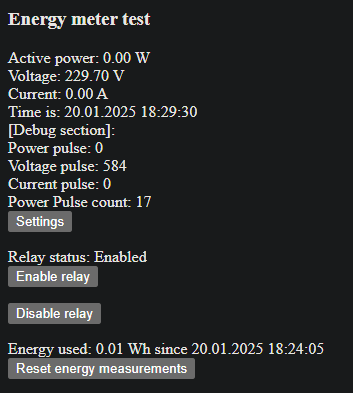 Energy meter test
Active power: 0.00 W
Voltage: 229.70 V
Current: 0.00 A
Time is: 20.01.2025 18:29:30
[Debug section]:
Power pulse: 0
Voltage pulse: 584
Current pulse: 0
Power Pulse count: 17
Settings
Relay status: Enabled
Enable relay
Disable relay
Energy used: 0.01 Wh since 20.01.2025 18:24:05
Reset energy measurements